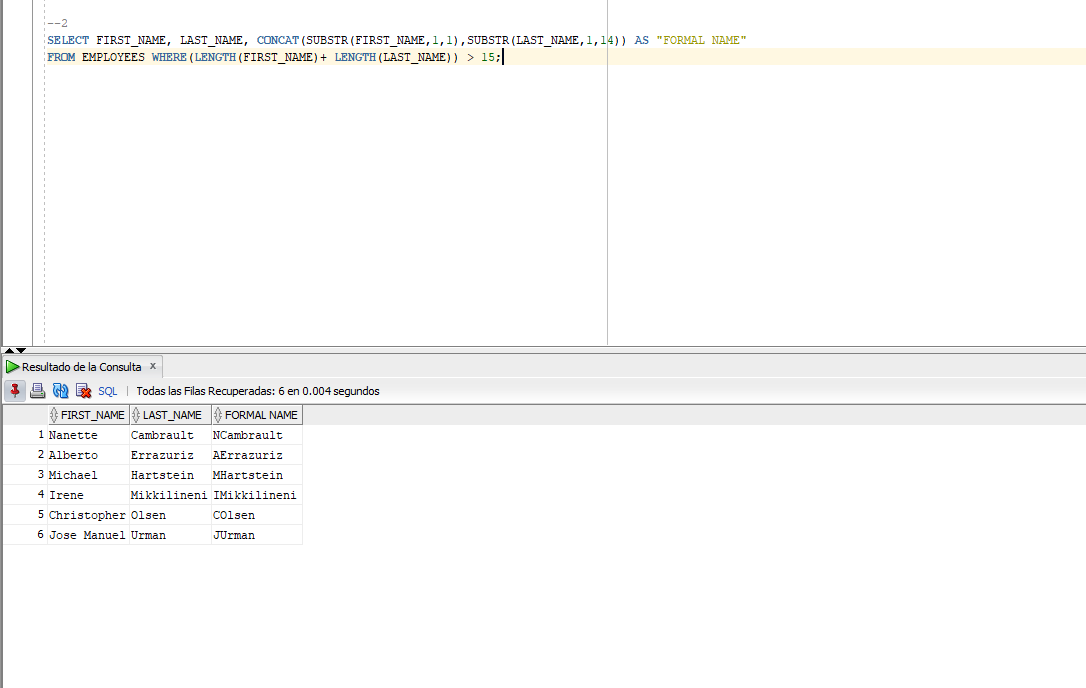 --2
SELECT FIRST_NAME, LAST_NAME, CONCAT(SUBSTR(FIRST_NAME,1,1),SUBSTR(LAST_NAME,1,14)) AS "FORMAL NAME"
FROM EMPLOYEES WHERE(LENGTH(FIRST_NAME)+ LENGTH(LAST_NAME)) > 15;
Resultado de la Consulta x
SQL | Todas las Filas Recuperadas: 6 en 0.004 segundos
FIRST_NAME LAST_NAME FORMAL NAME
1 Nanette Cambrault NCambrault
2 Alberto Errazuriz AErrazuriz
3 Michael Hartstein MHartstein
4 Irene Mikkilineni IMikkilineni
5 Christopher Olsen COlsen
6 Jose Manuel Urman JUrman